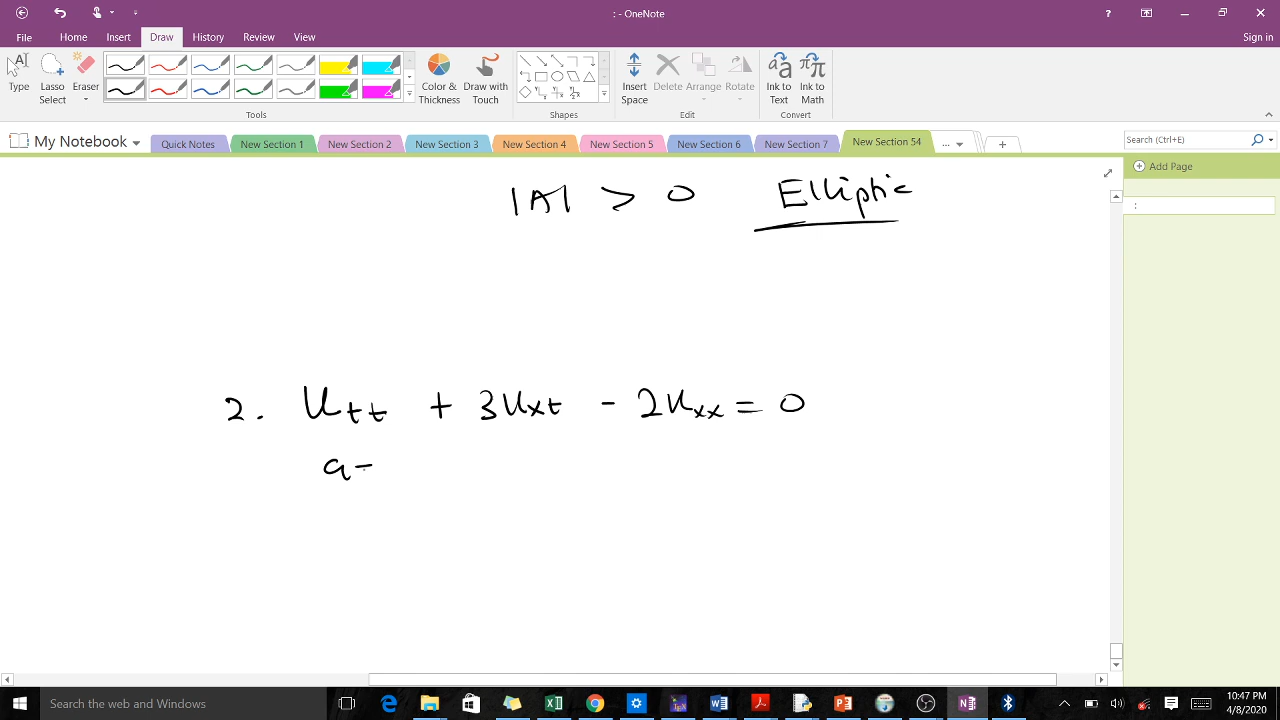 : - OneNote
File Home Insert Draw History Review View Sign in
Type Lasso Select Eraser Color & Thickness Draw with Touch Insert Space Delete Arrange Rotate Ink to Text Ink to Math
Tools Shapes Edit Convert
My Notebook Quick Notes New Section 1 New Section 2 New Section 3 New Section 4 New Section 5 New Section 6 New Section 7 New Section 54 ... Search (Ctrl+E)
Add Page
:
|A| > 0 Elliptic
2. Utt + 3Uxt - 2Uxx = 0
a =
Search the web and Windows
10:47 PM
4/8/2020